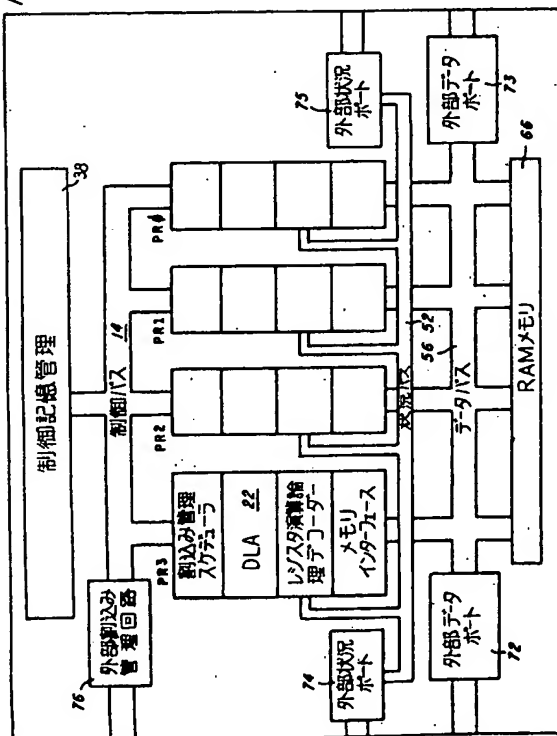 制御記憶管理
38
制御バス 14
外部割込み
管理回路
76
PR3
PR2
PR1
PRφ
割込み管理
スケデューラ
DLA 22
レジスタ演算論
理デコーダー
メモリ
インターフェース
外部状況
ポート
75
外部状況
ポート
74
状況バス 52
56
データバス
外部データ
ポート
73
外部データ
ポート
72
66
RAMメモリ